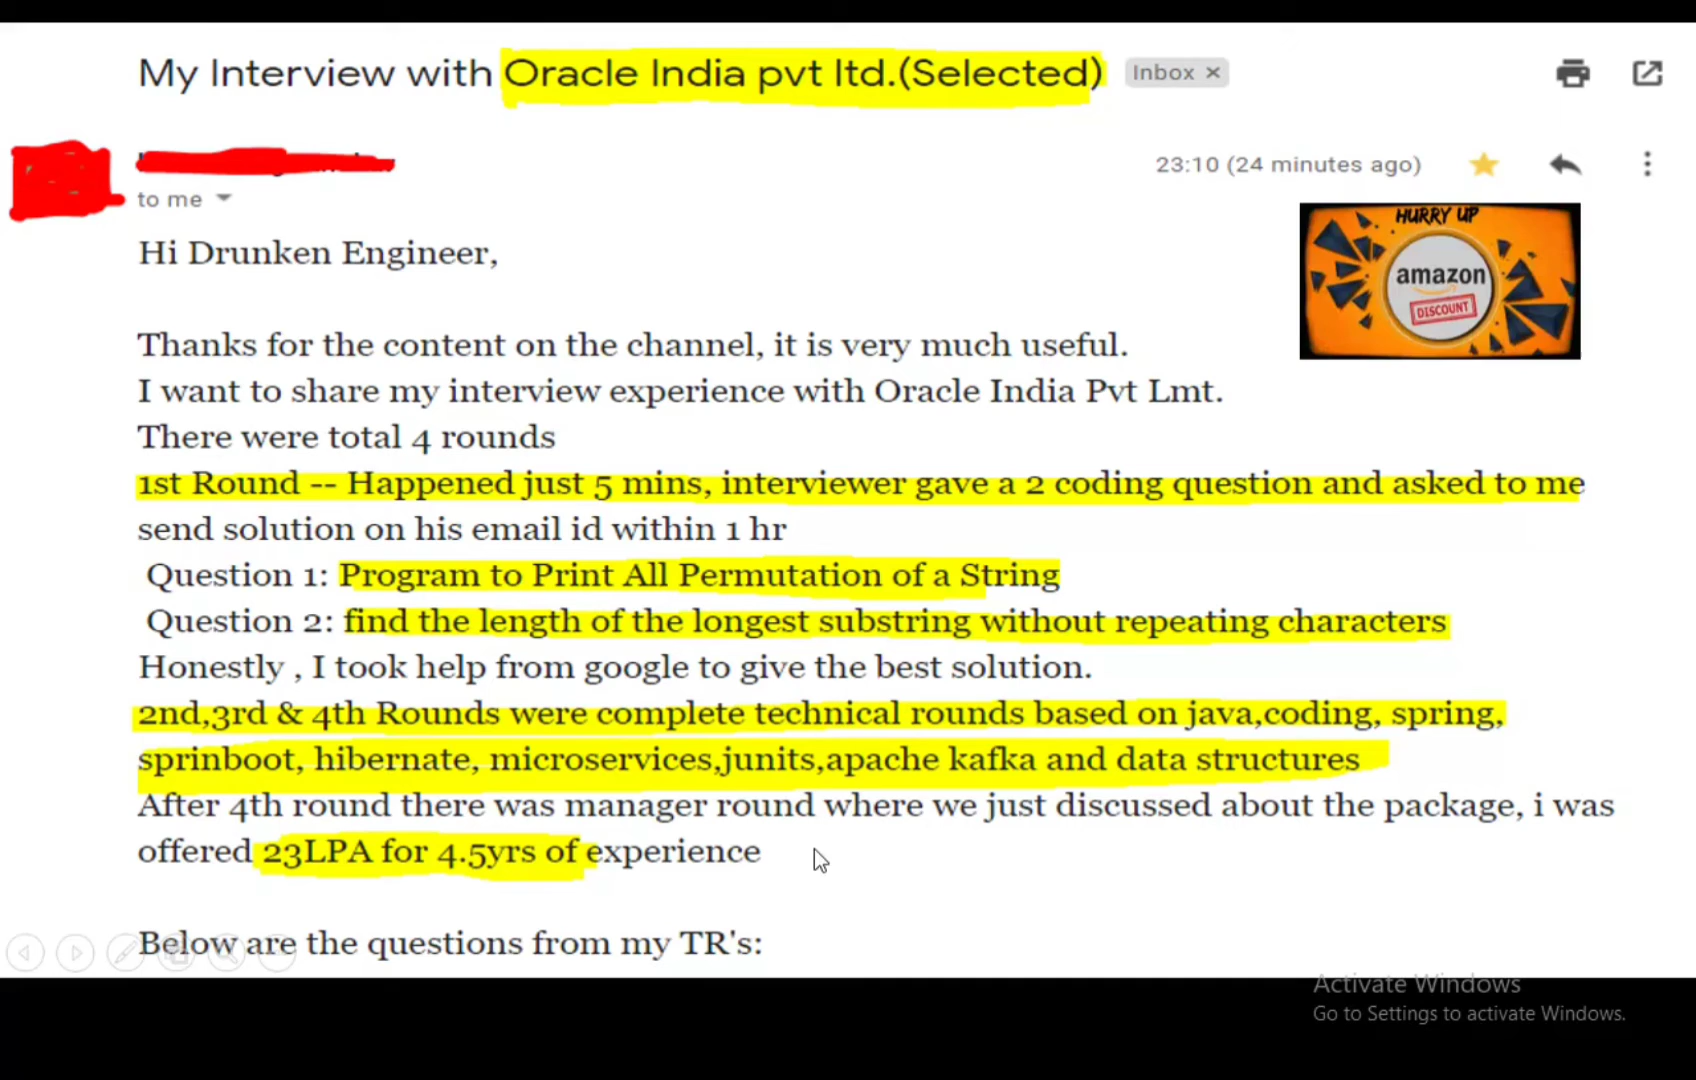 My Interview with Oracle India pvt ltd.(Selected) Inbox ×
23:10 (24 minutes ago)
to me
HURRY UP
amazon
DISCOUNT
Hi Drunken Engineer,
Thanks for the content on the channel, it is very much useful.
I want to share my interview experience with Oracle India Pvt Lmt.
There were total 4 rounds
1st Round -- Happened just 5 mins, interviewer gave a 2 coding question and asked to me
send solution on his email id within 1 hr
Question 1: Program to Print All Permutation of a String
Question 2: find the length of the longest substring without repeating characters
Honestly , I took help from google to give the best solution.
2nd,3rd & 4th Rounds were complete technical rounds based on java,coding, spring,
sprinboot, hibernate, microservices,junits,apache kafka and data structures
After 4th round there was manager round where we just discussed about the package, i was
offered 23LPA for 4.5yrs of experience
Below are the questions from my TR's:
Activate Windows
Go to Settings to activate Windows.